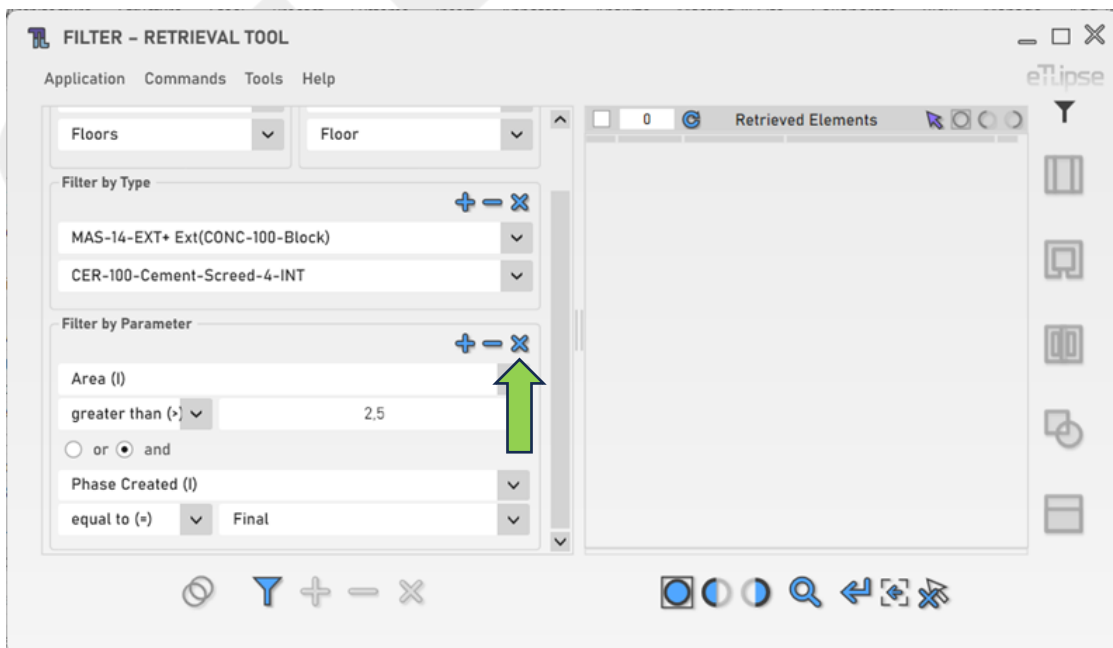 FILTER – RETRIEVAL TOOL
Application Commands Tools Help
eTLipse
Floors Floor
0 Retrieved Elements
Filter by Type
MAS-14-EXT+ Ext(CONC-100-Block)
CER-100-Cement-Screed-4-INT
Filter by Parameter
Area (I)
greater than (>) 2,5
or and
Phase Created (I)
equal to (=) Final